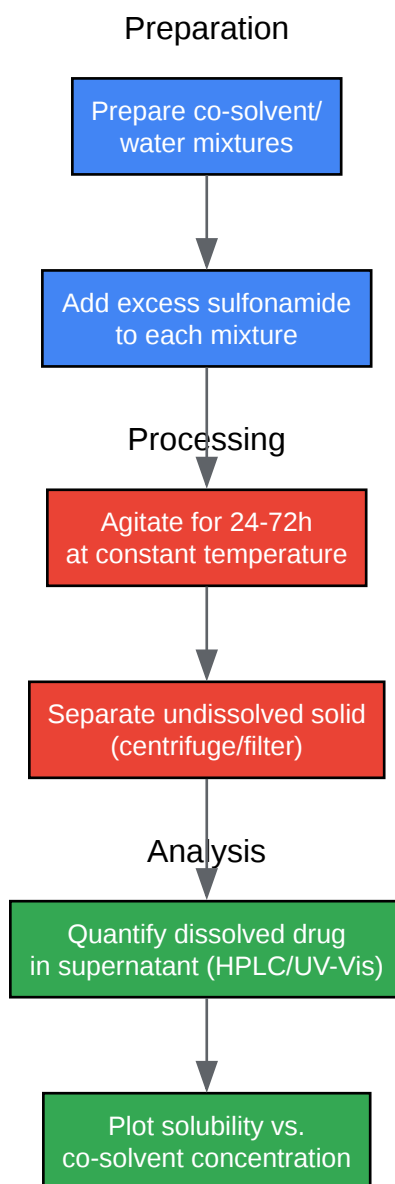 Preparation
Prepare co-solvent/
water mixtures
Add excess sulfonamide
to each mixture
Processing
Agitate for 24-72h
at constant temperature
Separate undissolved solid
(centrifuge/filter)
Analysis
Quantify dissolved drug
in supernatant (HPLC/UV-Vis)
Plot solubility vs.
co-solvent concentration